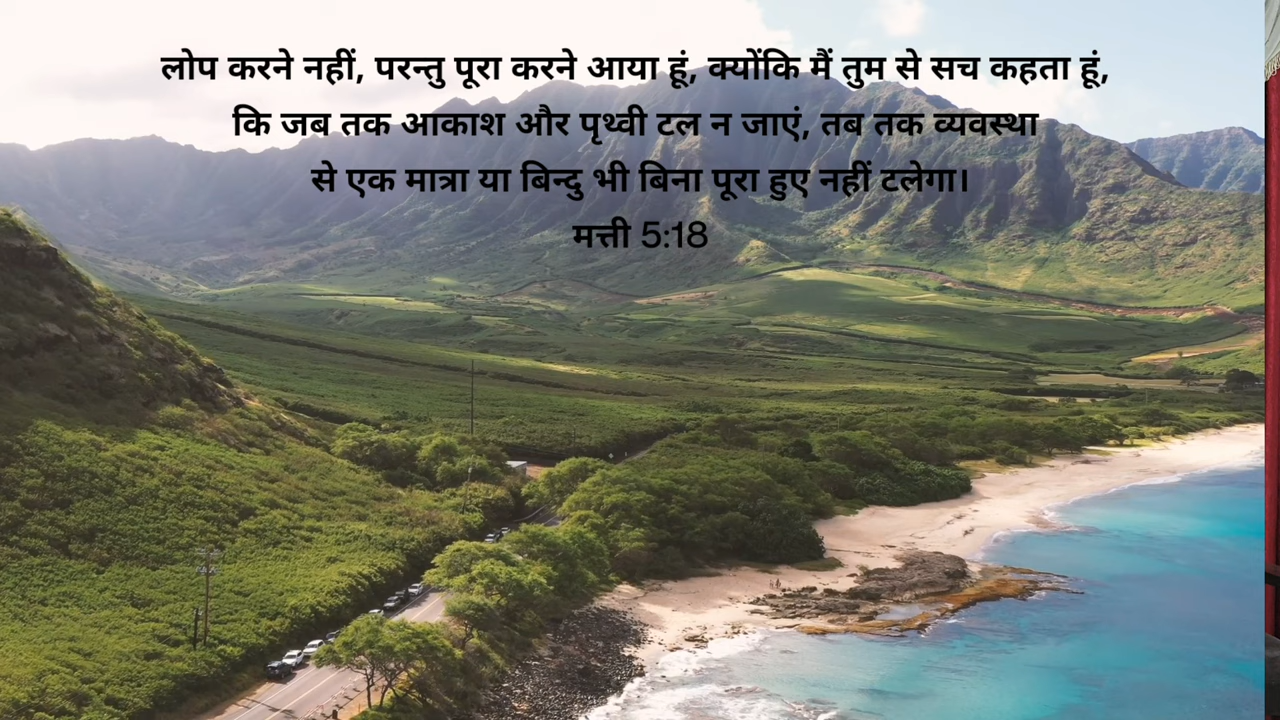 लोप करने नहीं, परन्तु पूरा करने आया हूं, क्योंकि मैं तुम से सच कहता हूं,
कि जब तक आकाश और पृथ्वी टल न जाएं, तब तक व्यवस्था
से एक मात्रा या बिन्दु भी बिना पूरा हुए नहीं टलेगा।
मत्ती 5:18